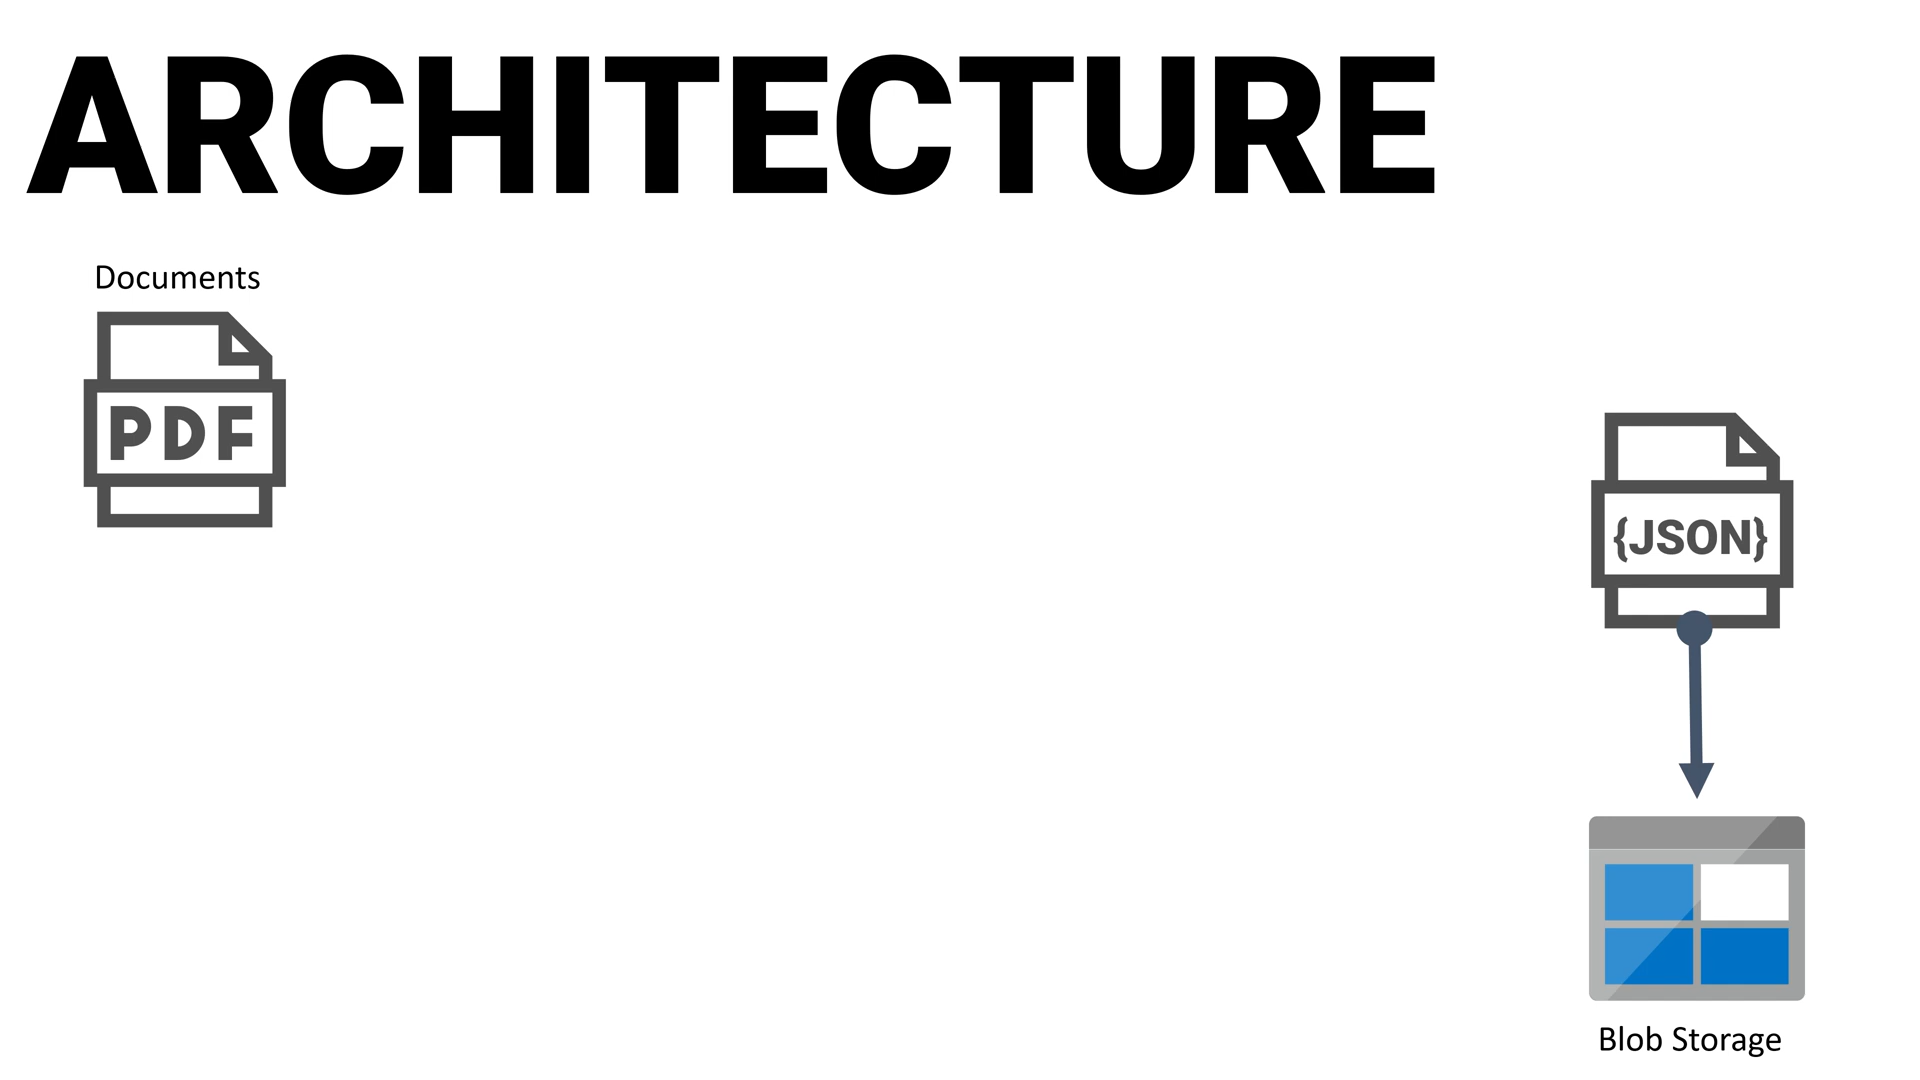 ARCHITECTURE
Documents
PDF
{JSON}
Blob Storage